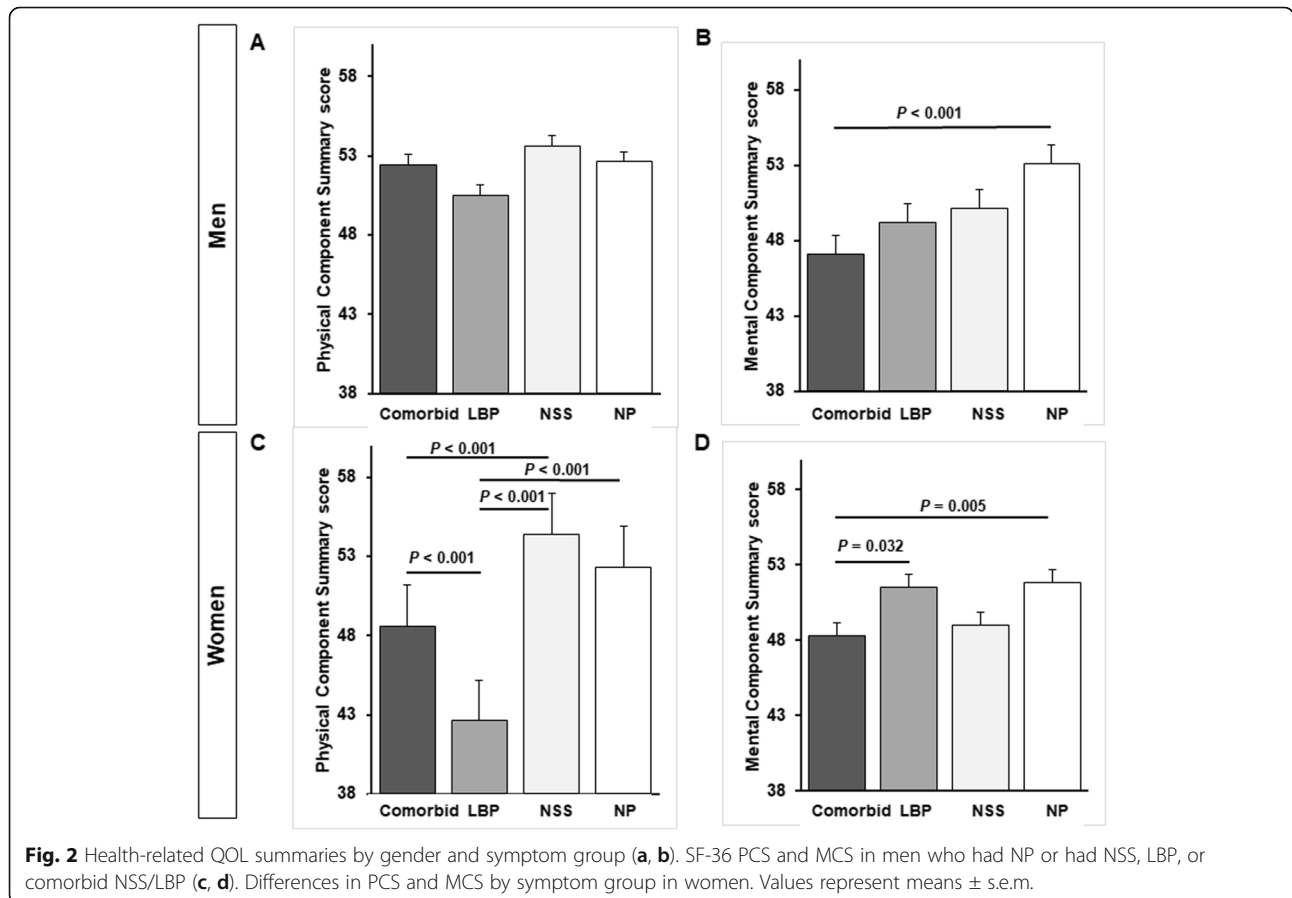 Men
A
Physical Component Summary score
58
53
48
43
38
Comorbid LBP NSS NP
B
Mental Component Summary score
58
53
48
43
38
P < 0.001
Comorbid LBP NSS NP
Women
C
Physical Component Summary score
58
53
48
43
38
P < 0.001
P < 0.001
P < 0.001
P < 0.001
Comorbid LBP NSS NP
D
Mental Component Summary score
58
53
48
43
38
P = 0.005
P = 0.032
Comorbid LBP NSS NP
Fig. 2 Health-related QOL summaries by gender and symptom group (a, b). SF-36 PCS and MCS in men who had NP or had NSS, LBP, or
comorbid NSS/LBP (c, d). Differences in PCS and MCS by symptom group in women. Values represent means ± s.e.m.